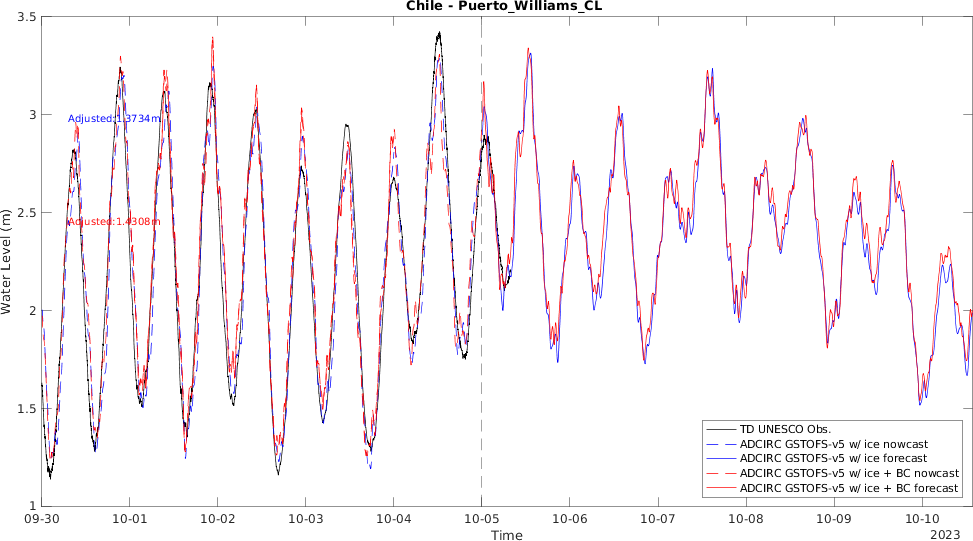 Chile - Puerto_Williams_CL
3.5
3
2.5
2
1.5
1
Water Level (m)
Adjusted:1.3734m
Adjusted:1.4308m
TD UNESCO Obs.
ADCIRC GSTOFS-v5 w/ ice nowcast
ADCIRC GSTOFS-v5 w/ ice forecast
ADCIRC GSTOFS-v5 w/ ice + BC nowcast
ADCIRC GSTOFS-v5 w/ ice + BC forecast
09-30 10-01 10-02 10-03 10-04 10-05 10-06 10-07 10-08 10-09 10-10
Time
2023